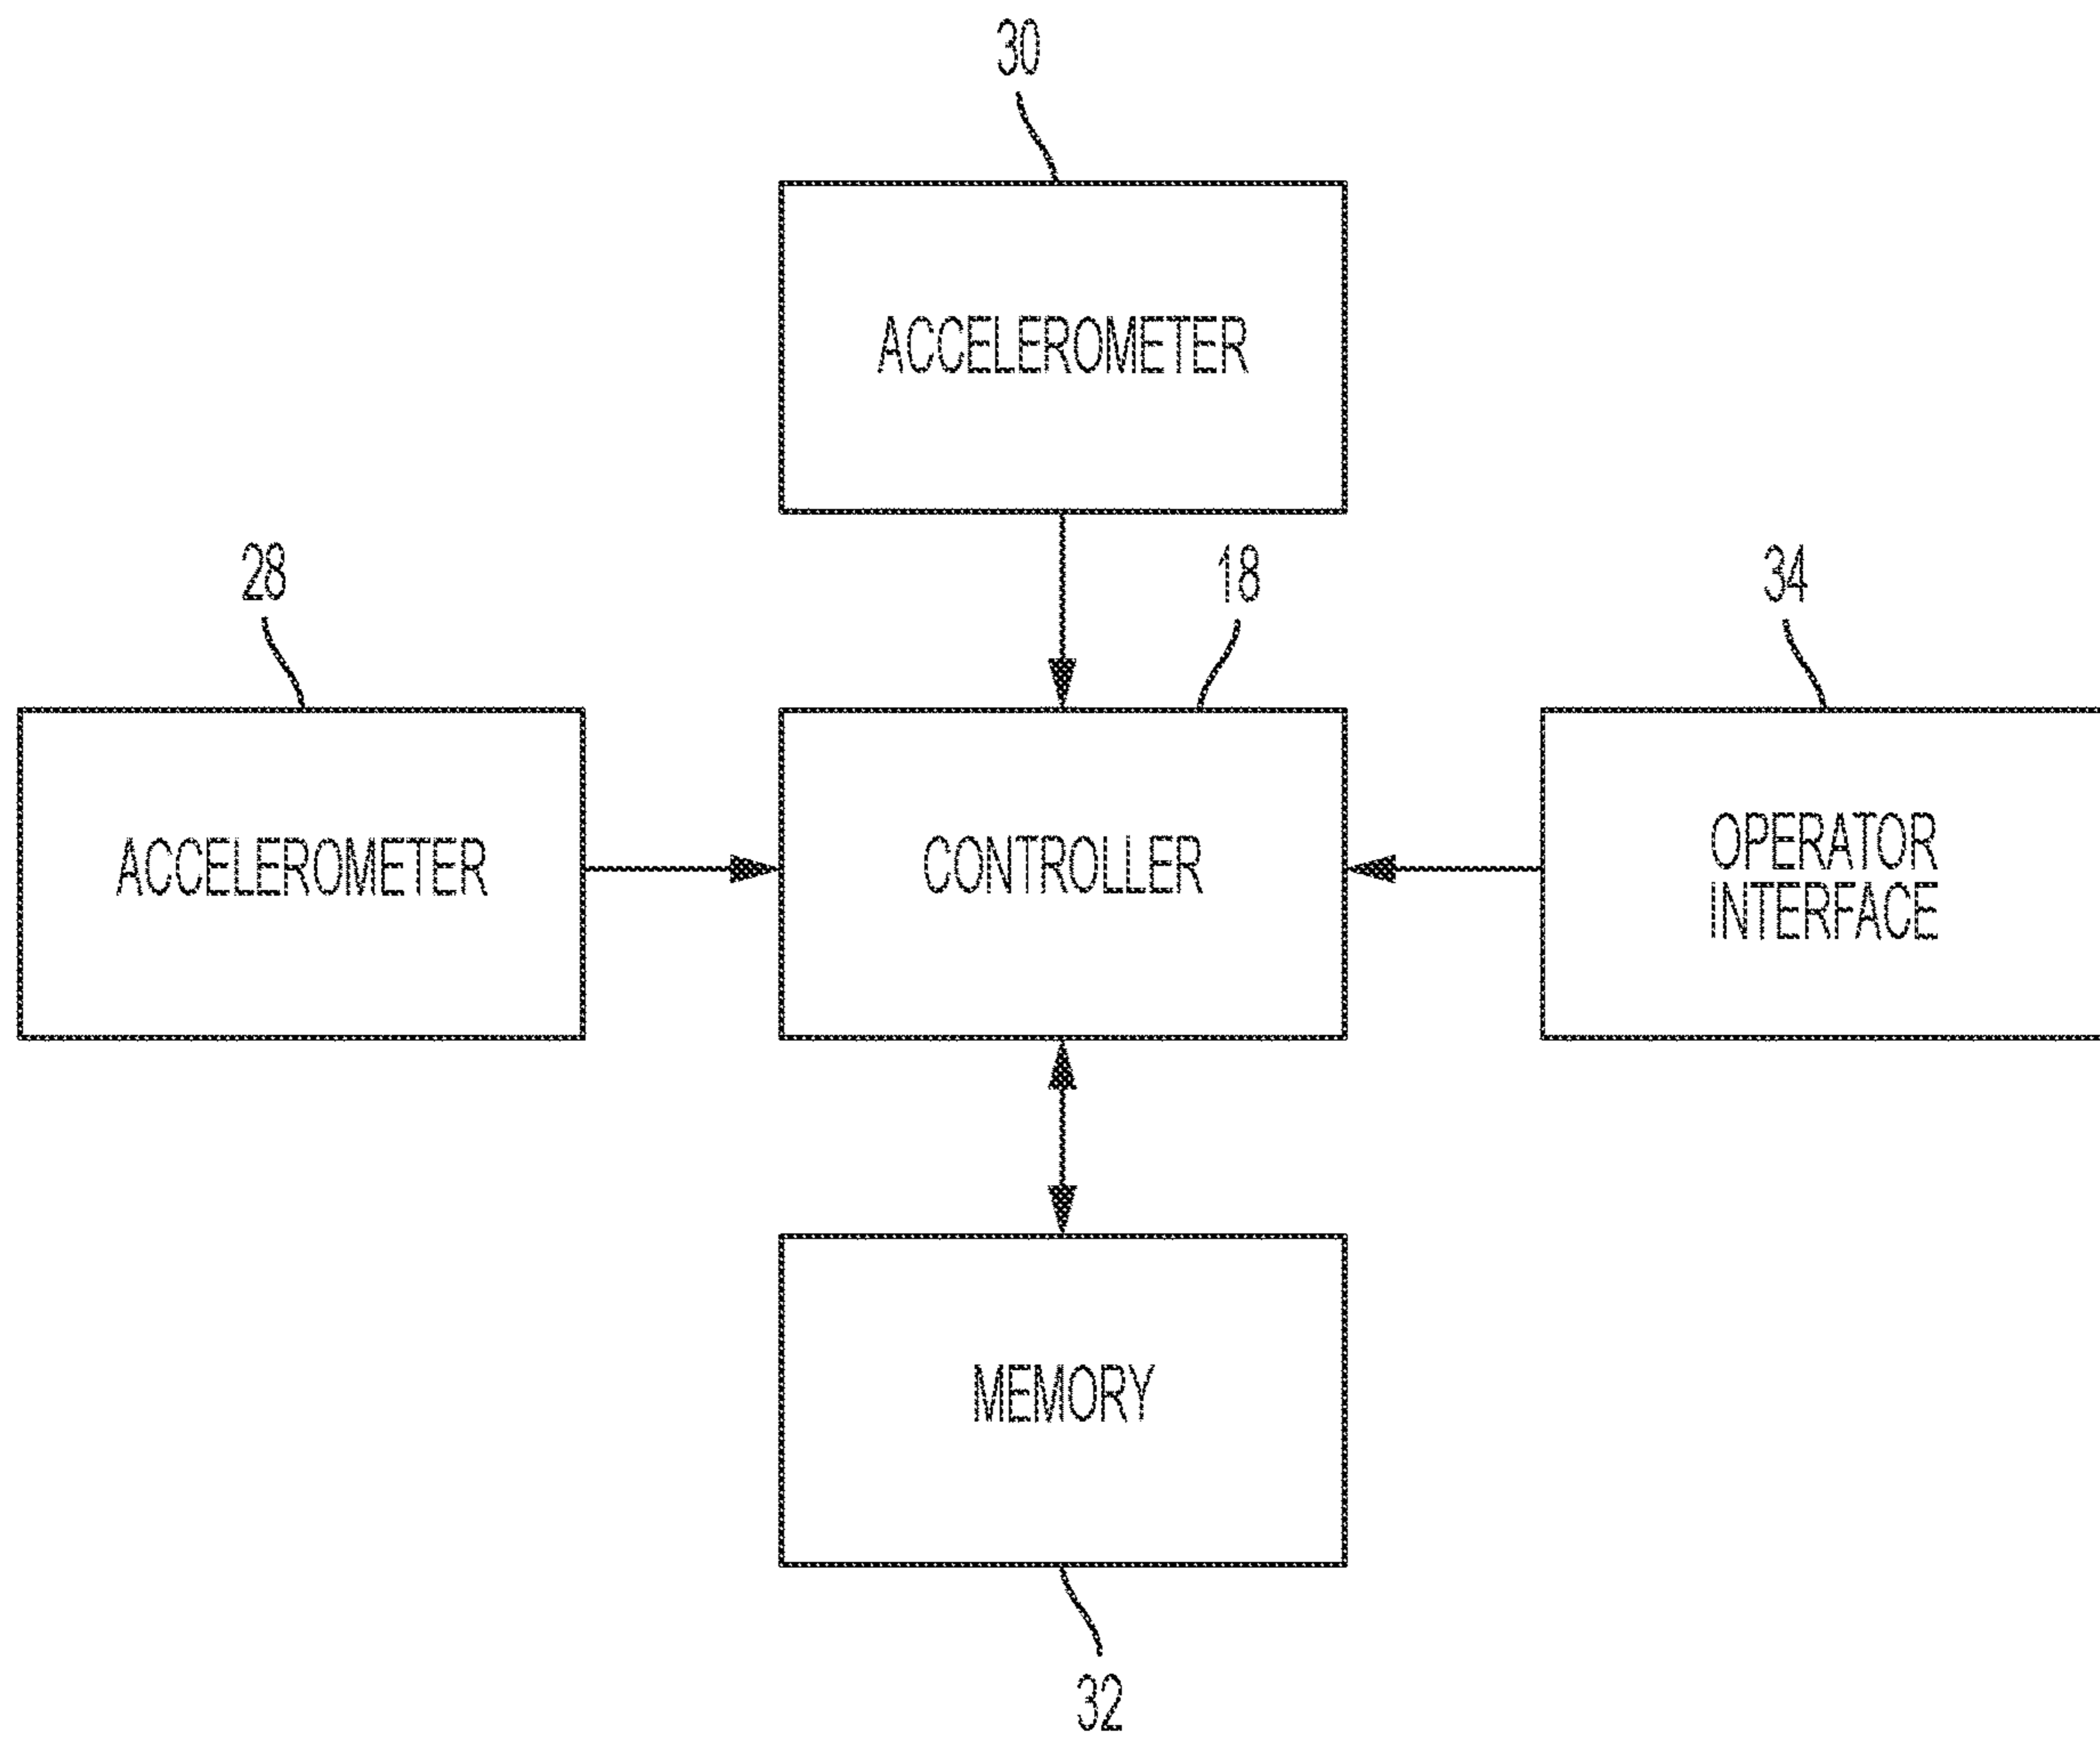 30
ACCELEROMETER
28
18
34
ACCELEROMETER
CONTROLLER
OPERATOR
INTERFACE
MEMORY
32